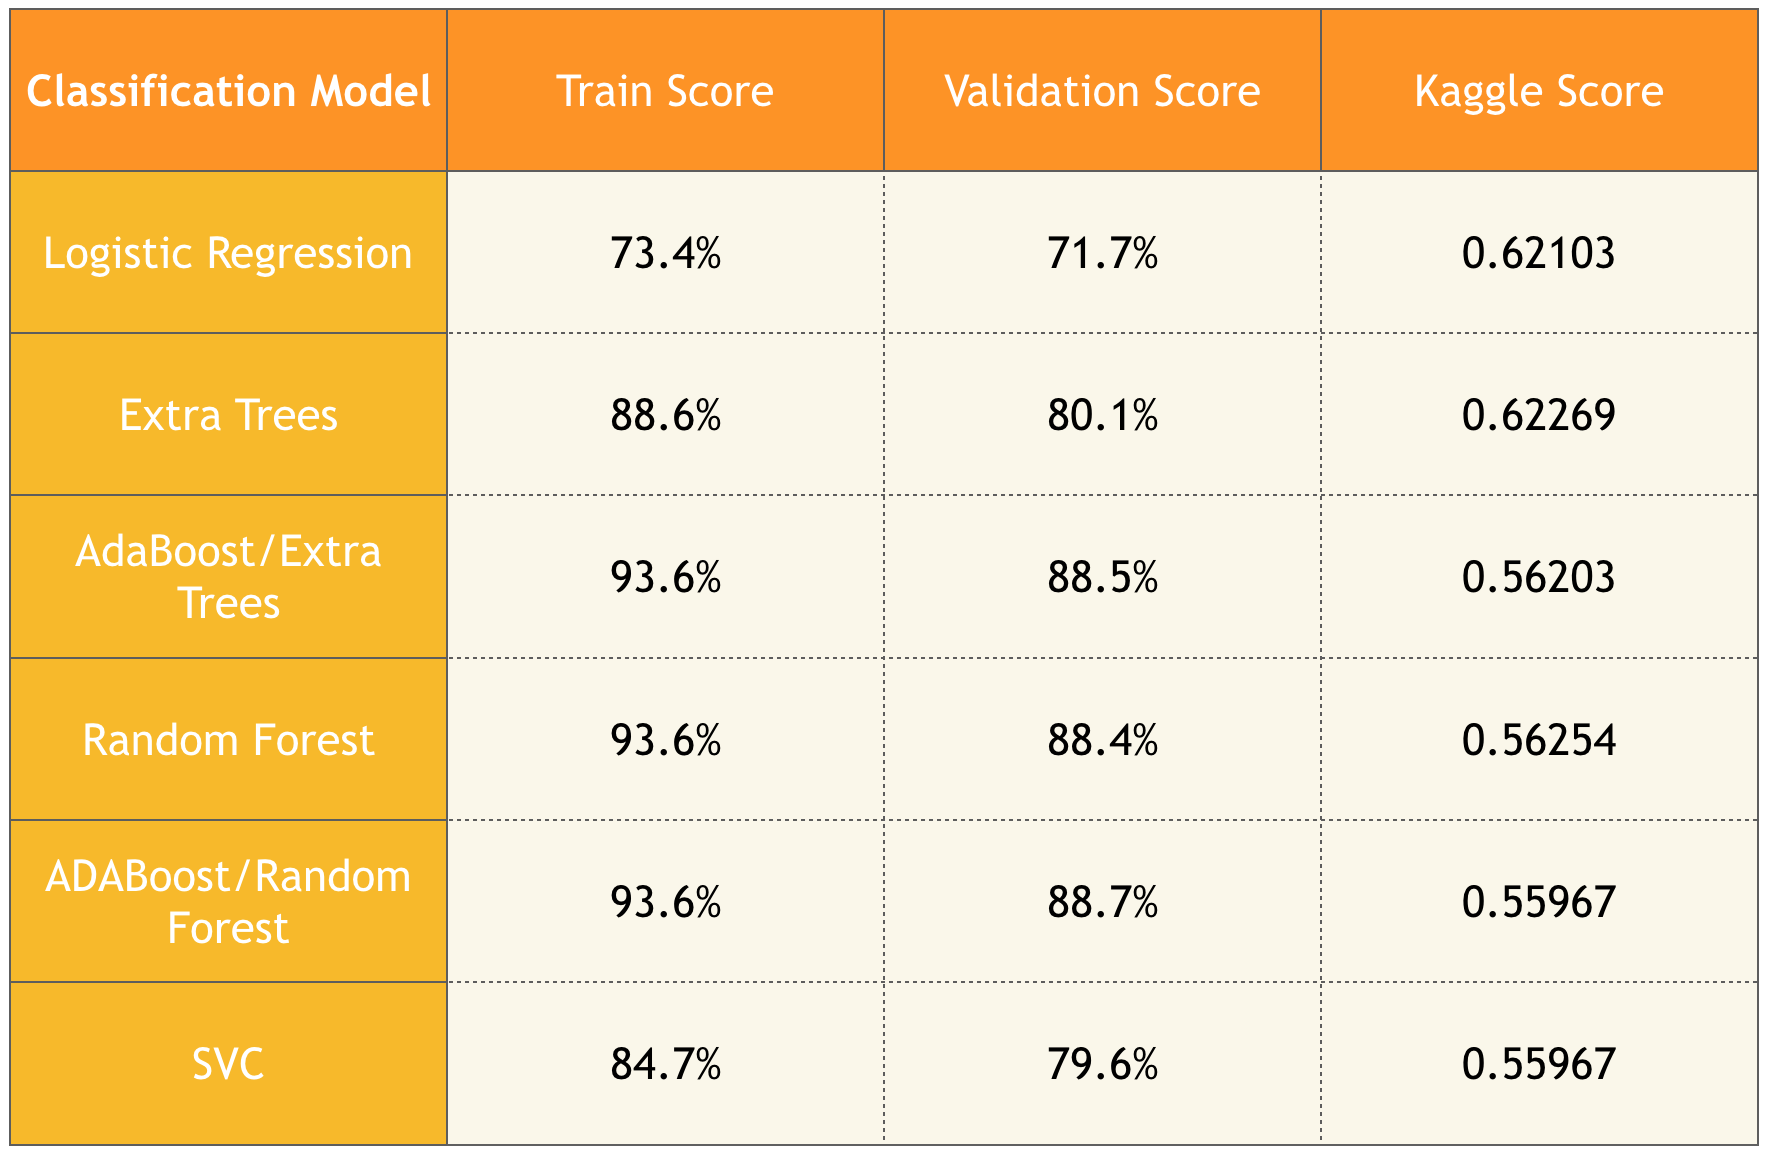 Classification Model Train Score Validation Score Kaggle Score
Logistic Regression 73.4% 71.7% 0.62103
Extra Trees 88.6% 80.1% 0.62269
AdaBoost/Extra
Trees 93.6% 88.5% 0.56203
Random Forest 93.6% 88.4% 0.56254
ADABoost/Random
Forest 93.6% 88.7% 0.55967
SVC 84.7% 79.6% 0.55967